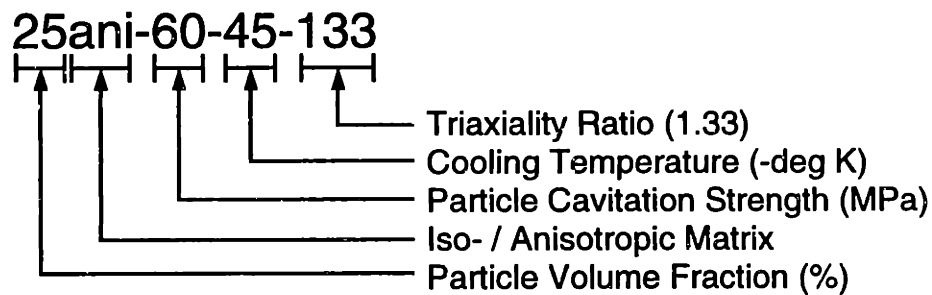 25ani-60-45-133
Triaxiality Ratio (1.33)
Cooling Temperature (-deg K)
Particle Cavitation Strength (MPa)
Iso- / Anisotropic Matrix
Particle Volume Fraction (%)